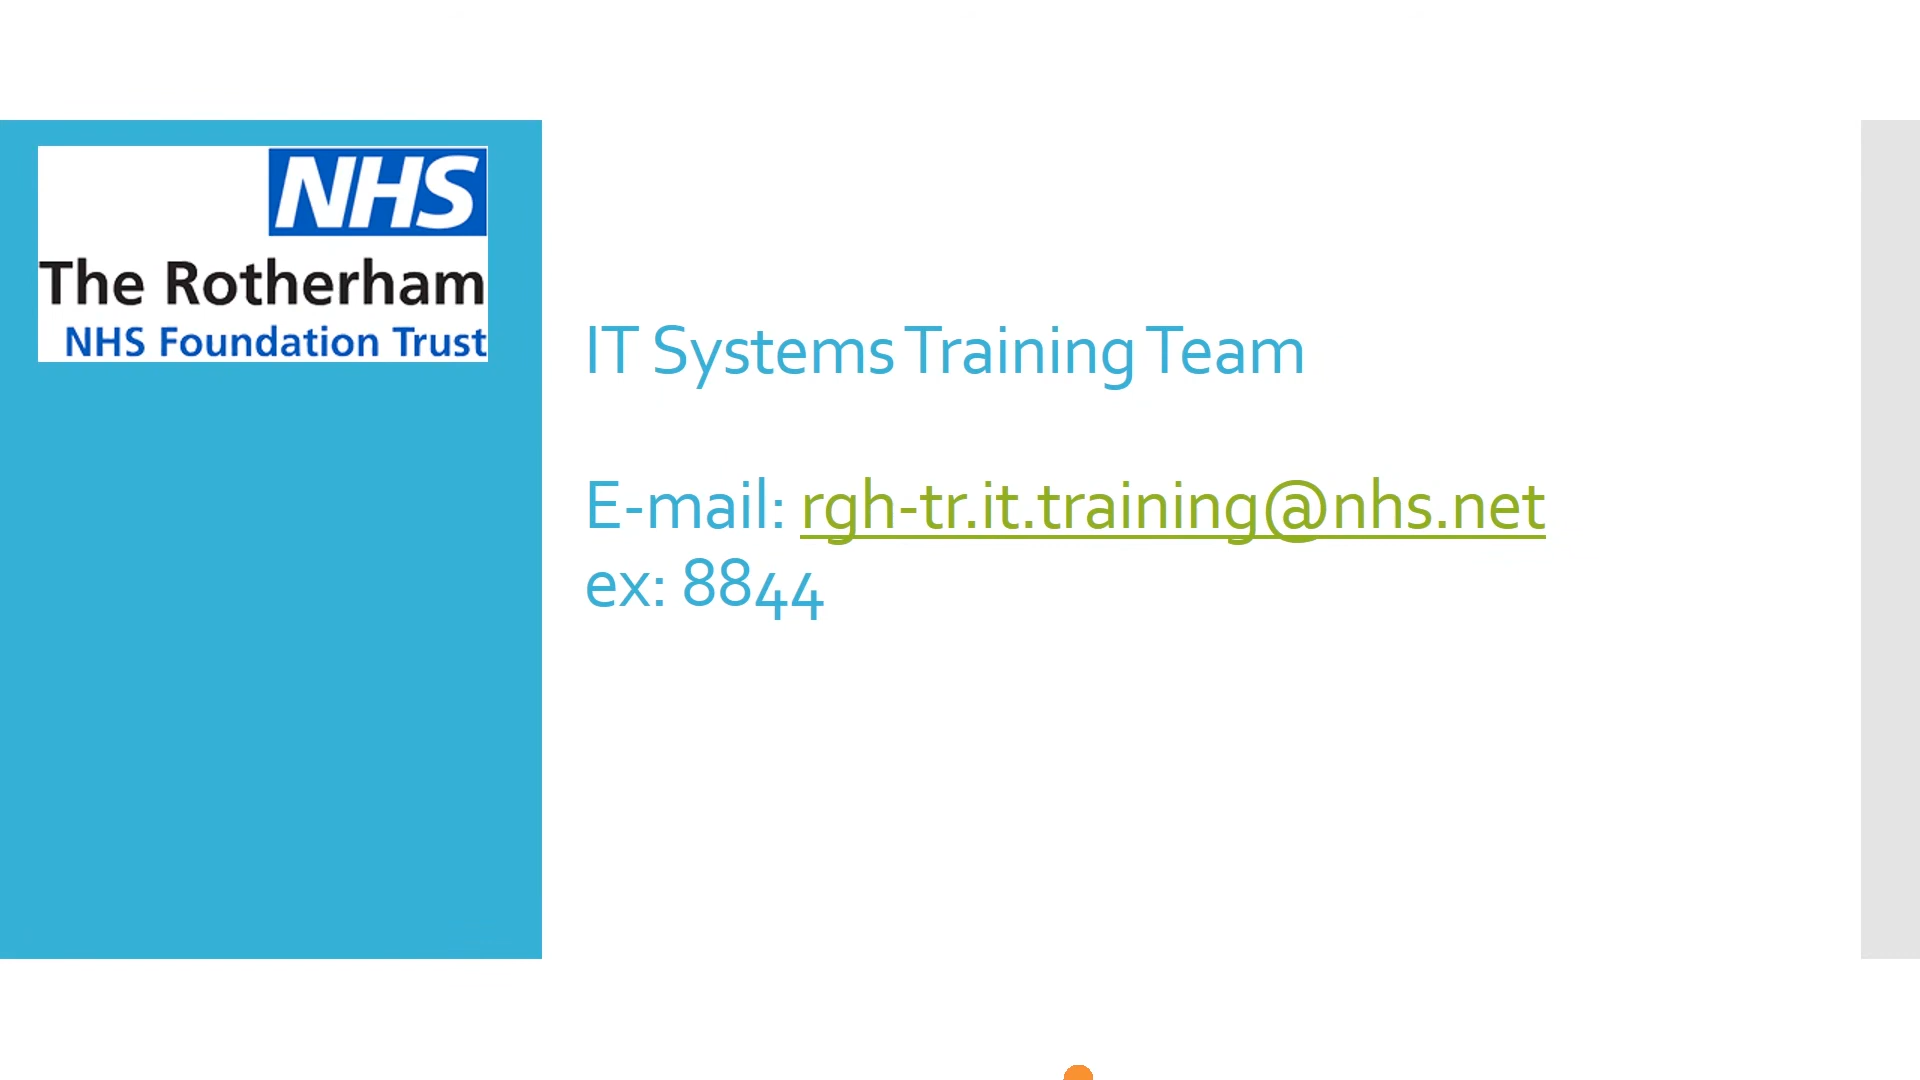 NHS
The Rotherham
NHS Foundation Trust
IT Systems Training Team
E-mail: rgh-tr.it.training@nhs.net
ex: 8844